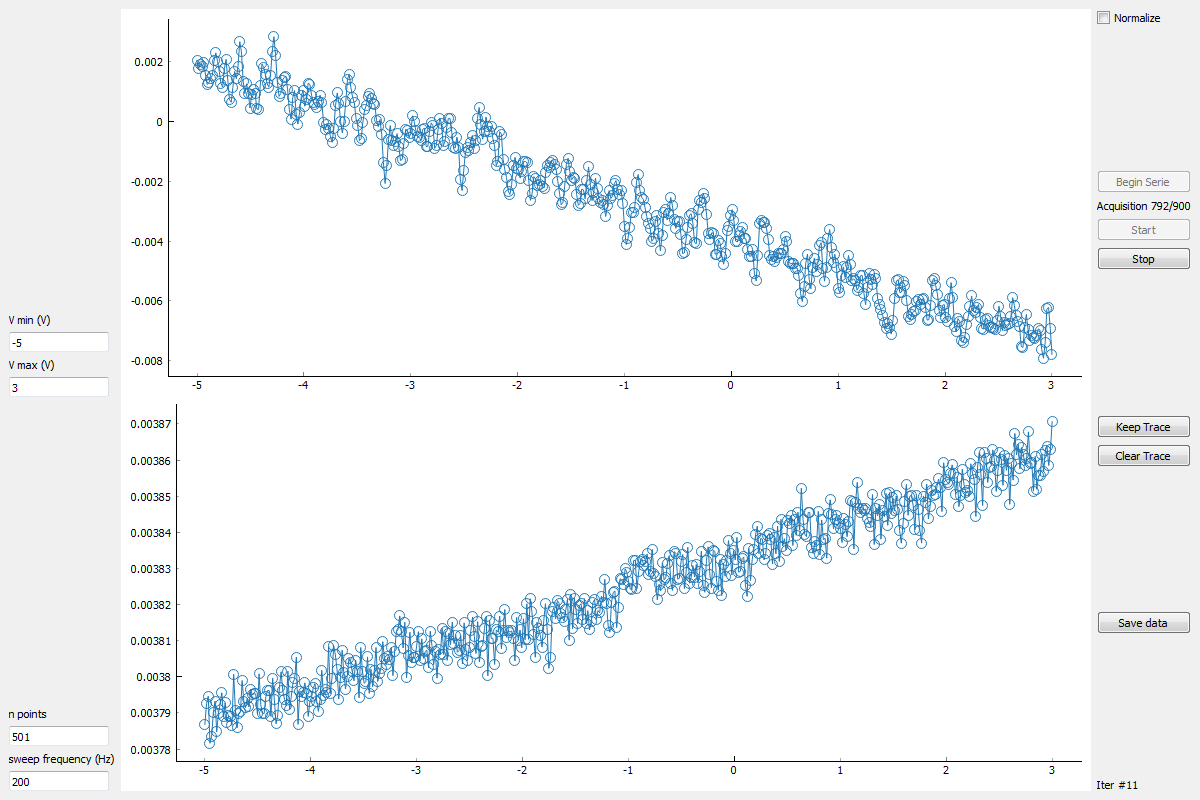 Normalize
0.002
0
-0.002
-0.004
-0.006
-0.008
-5 -4 -3 -2 -1 0 1 2 3
Begin Serie
Acquisition 792/900
Start
Stop
V min (V)
-5
V max (V)
3
0.00387
0.00386
0.00385
0.00384
0.00383
0.00382
0.00381
0.0038
0.00379
0.00378
-5 -4 -3 -2 -1 0 1 2 3
Keep Trace
Clear Trace
Save data
n points
501
sweep frequency (Hz)
200
Iter #11